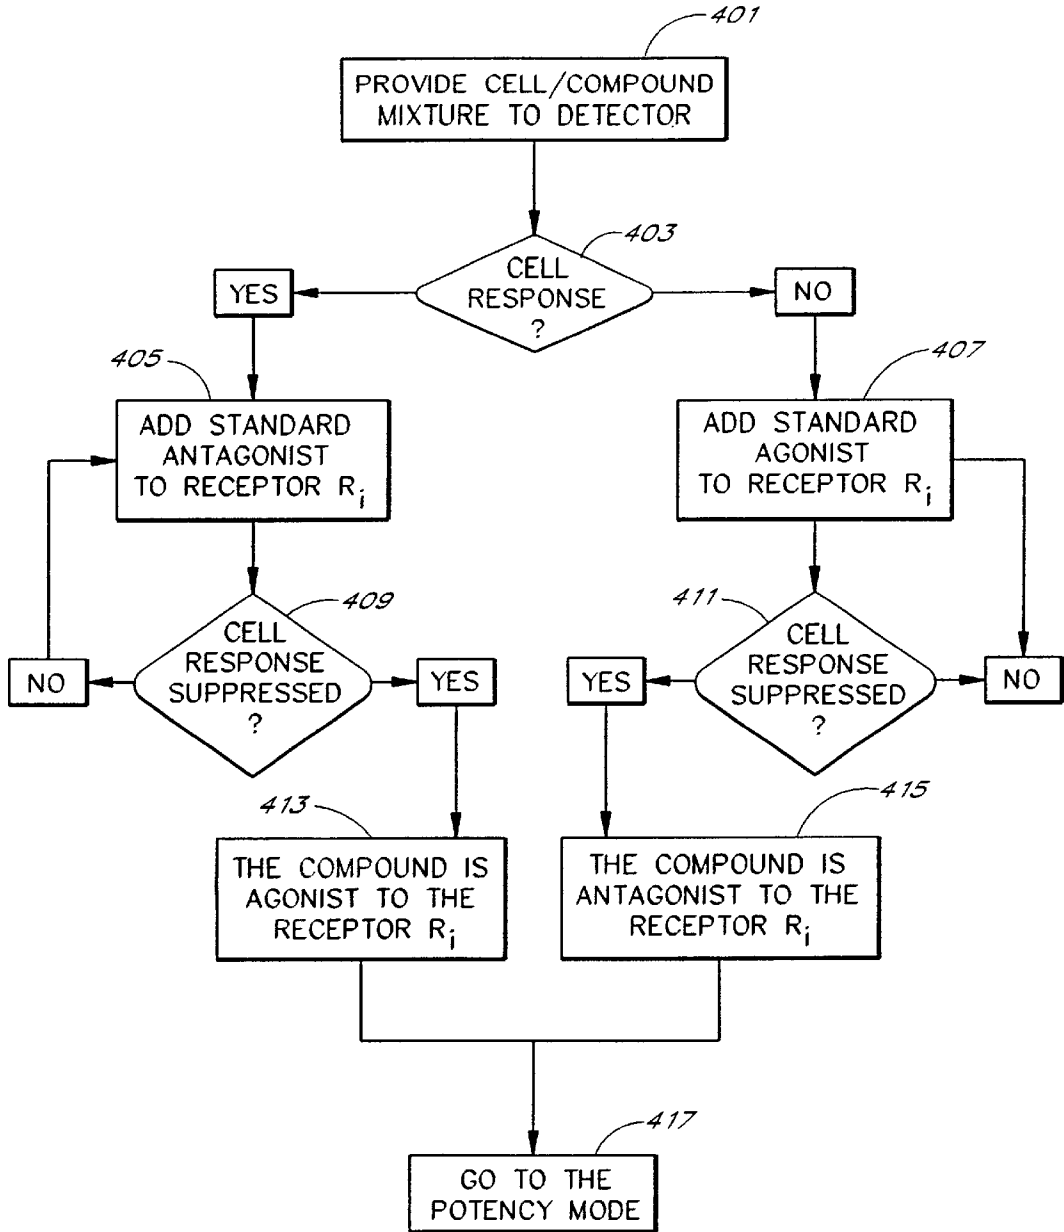 401
PROVIDE CELL/COMPOUND
MIXTURE TO DETECTOR
403
CELL
RESPONSE
?
YES
NO
405
ADD STANDARD
ANTAGONIST
TO RECEPTOR Ri
407
ADD STANDARD
AGONIST
TO RECEPTOR Ri
409
CELL
RESPONSE
SUPPRESSED
?
NO
YES
411
CELL
RESPONSE
SUPPRESSED
?
YES
NO
413
THE COMPOUND IS
AGONIST TO THE
RECEPTOR Ri
415
THE COMPOUND IS
ANTAGONIST TO THE
RECEPTOR Ri
417
GO TO THE
POTENCY MODE